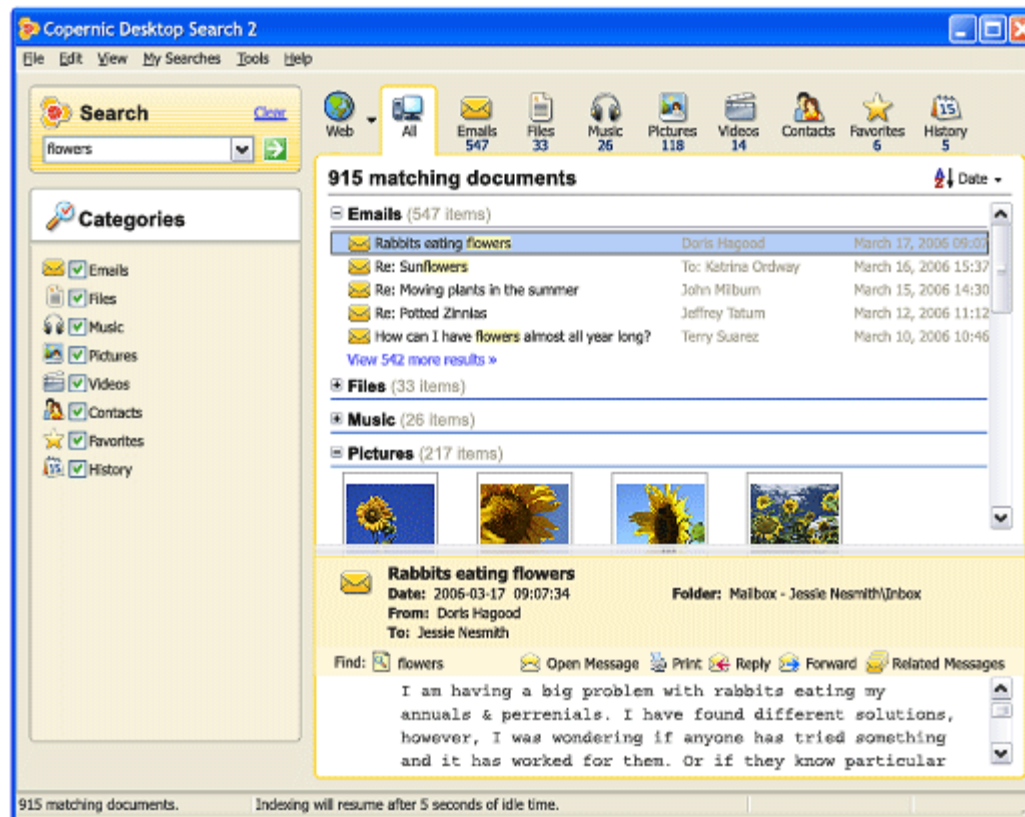 Copernic Desktop Search 2
File Edit View My Searches Tools Help
Search Clear
flowers
Categories
Emails
Files
Music
Pictures
Videos
Contacts
Favorites
History
Web All Emails Files Music Pictures Videos Contacts Favorites History
547 33 26 118 14 6 5
915 matching documents Date
Emails (547 items)
Rabbits eating flowers Doris Hagood March 17, 2006 09:07
Re: Sunflowers To: Katrina Ordway March 16, 2006 15:37
Re: Moving plants in the summer John Milburn March 15, 2006 14:30
Re: Potted Zinnias Jeffrey Tatum March 12, 2006 11:12
How can I have flowers almost all year long? Terry Suarez March 10, 2006 10:46
View 542 more results »
Files (33 items)
Music (26 items)
Pictures (217 items)
Rabbits eating flowers
Date: 2006-03-17 09:07:34 Folder: Mailbox - Jessie Nesmith\Inbox
From: Doris Hagood
To: Jessie Nesmith
Find: flowers Open Message Print Reply Forward Related Messages
I am having a big problem with rabbits eating my
annuals & perrenials. I have found different solutions,
however, I was wondering if anyone has tried something
and it has worked for them. Or if they know particular
915 matching documents. Indexing will resume after 5 seconds of idle time.